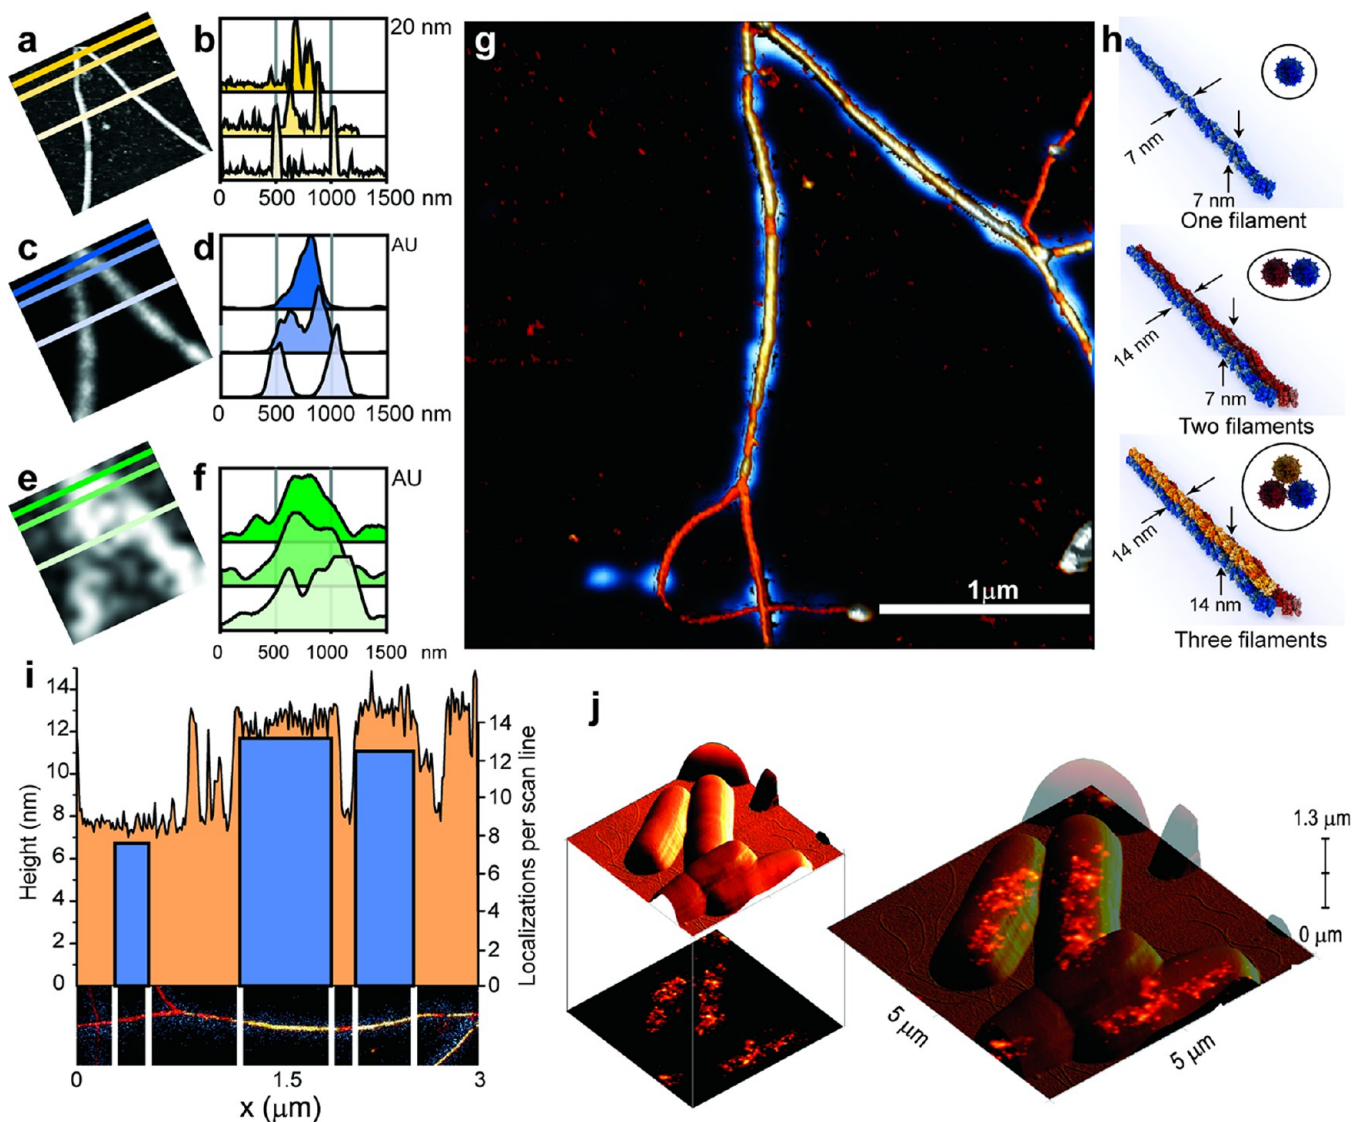 a
b
20 nm
0 500 1000 1500 nm
c
d
AU
0 500 1000 1500 nm
e
f
AU
0 500 1000 1500 nm
g
1μm
h
7 nm
7 nm
One filament
14 nm
7 nm
Two filaments
14 nm
14 nm
Three filaments
i
14
12
10
8
6
4
2
0
Height (nm)
14
12
10
8
14
4
2
0
Localizations per scan line
0 1.5 3
x (μm)
j
1.3 μm
0 μm
5 μm
5 μm